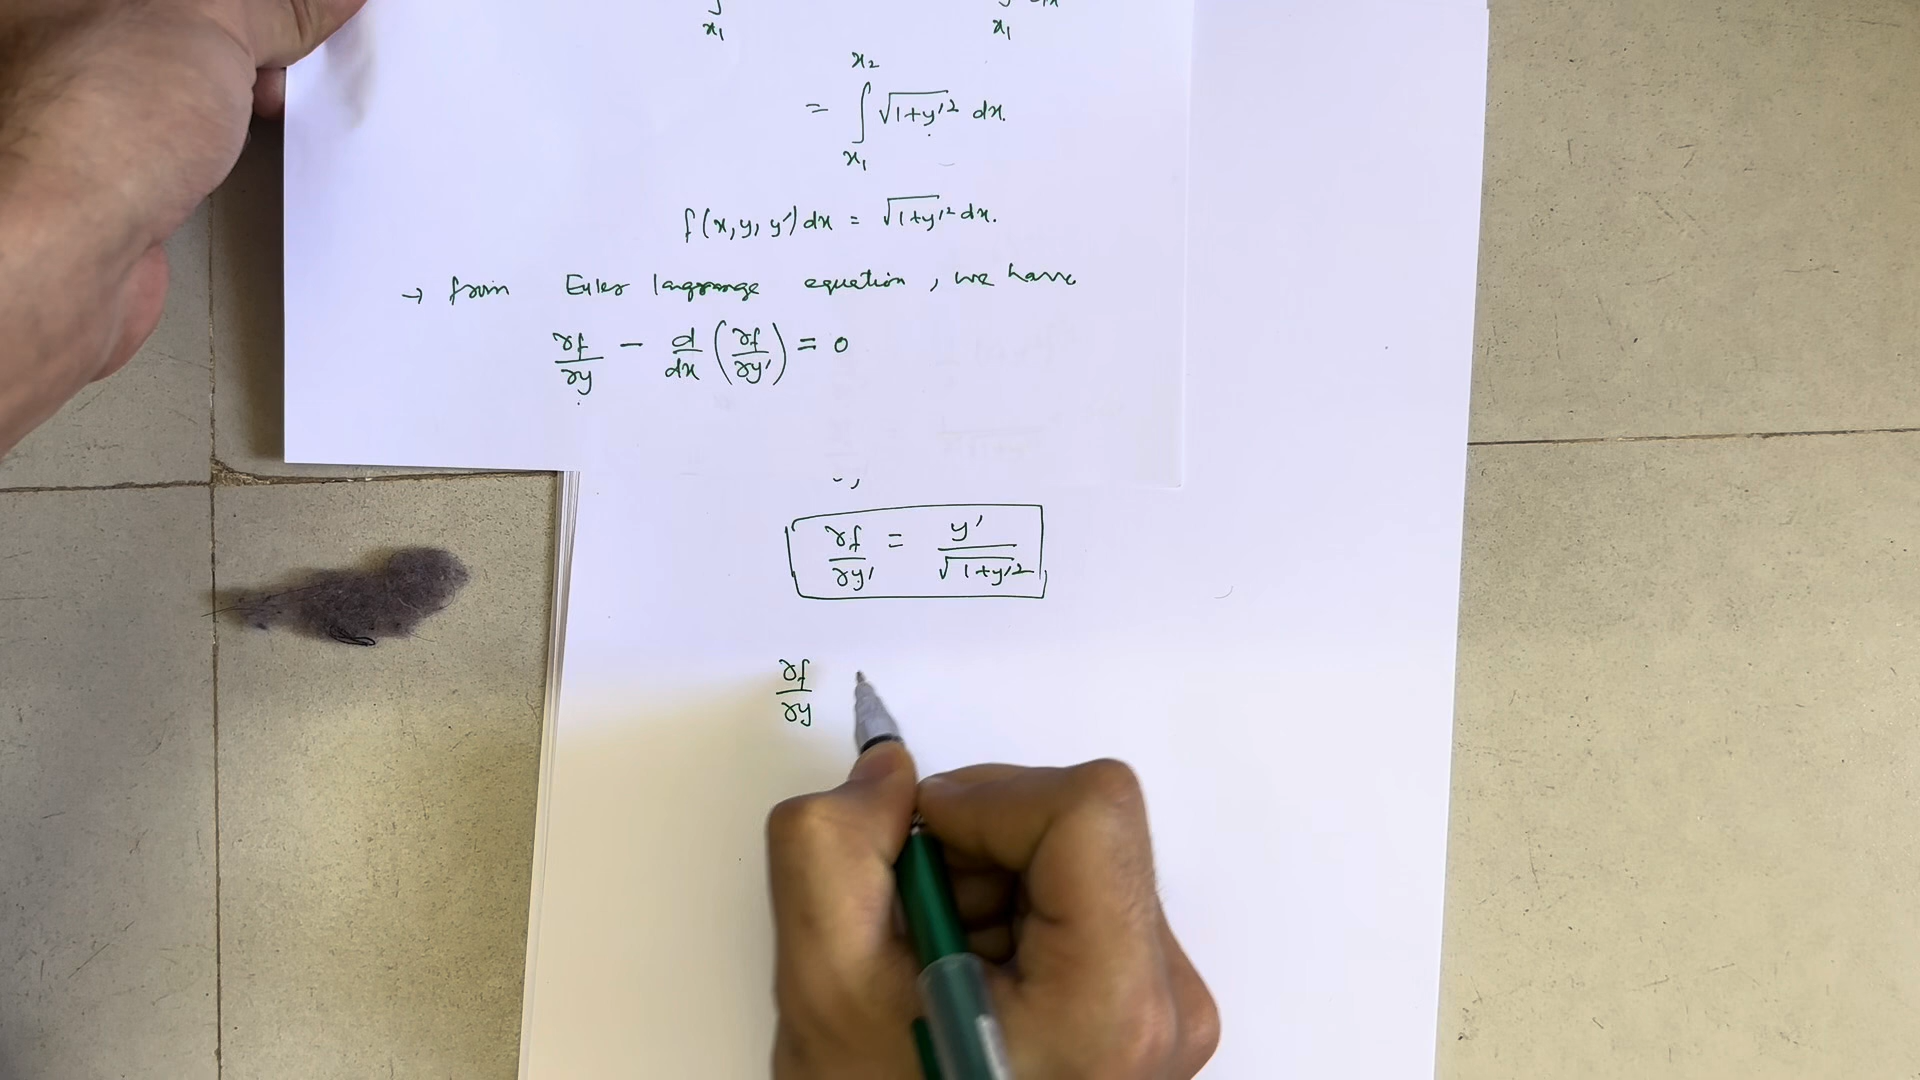 x₁ x₁
= ∫_{x₁}^{x₂} √1+y'² dx.
f(x, y, y')dx = √1+y'² dx.
→ from Euler lagrange equation, we have
∂f/∂y - d/dx (∂f/∂y') = 0
∂f/∂y' = y'/√1+y'²
∂f/∂y